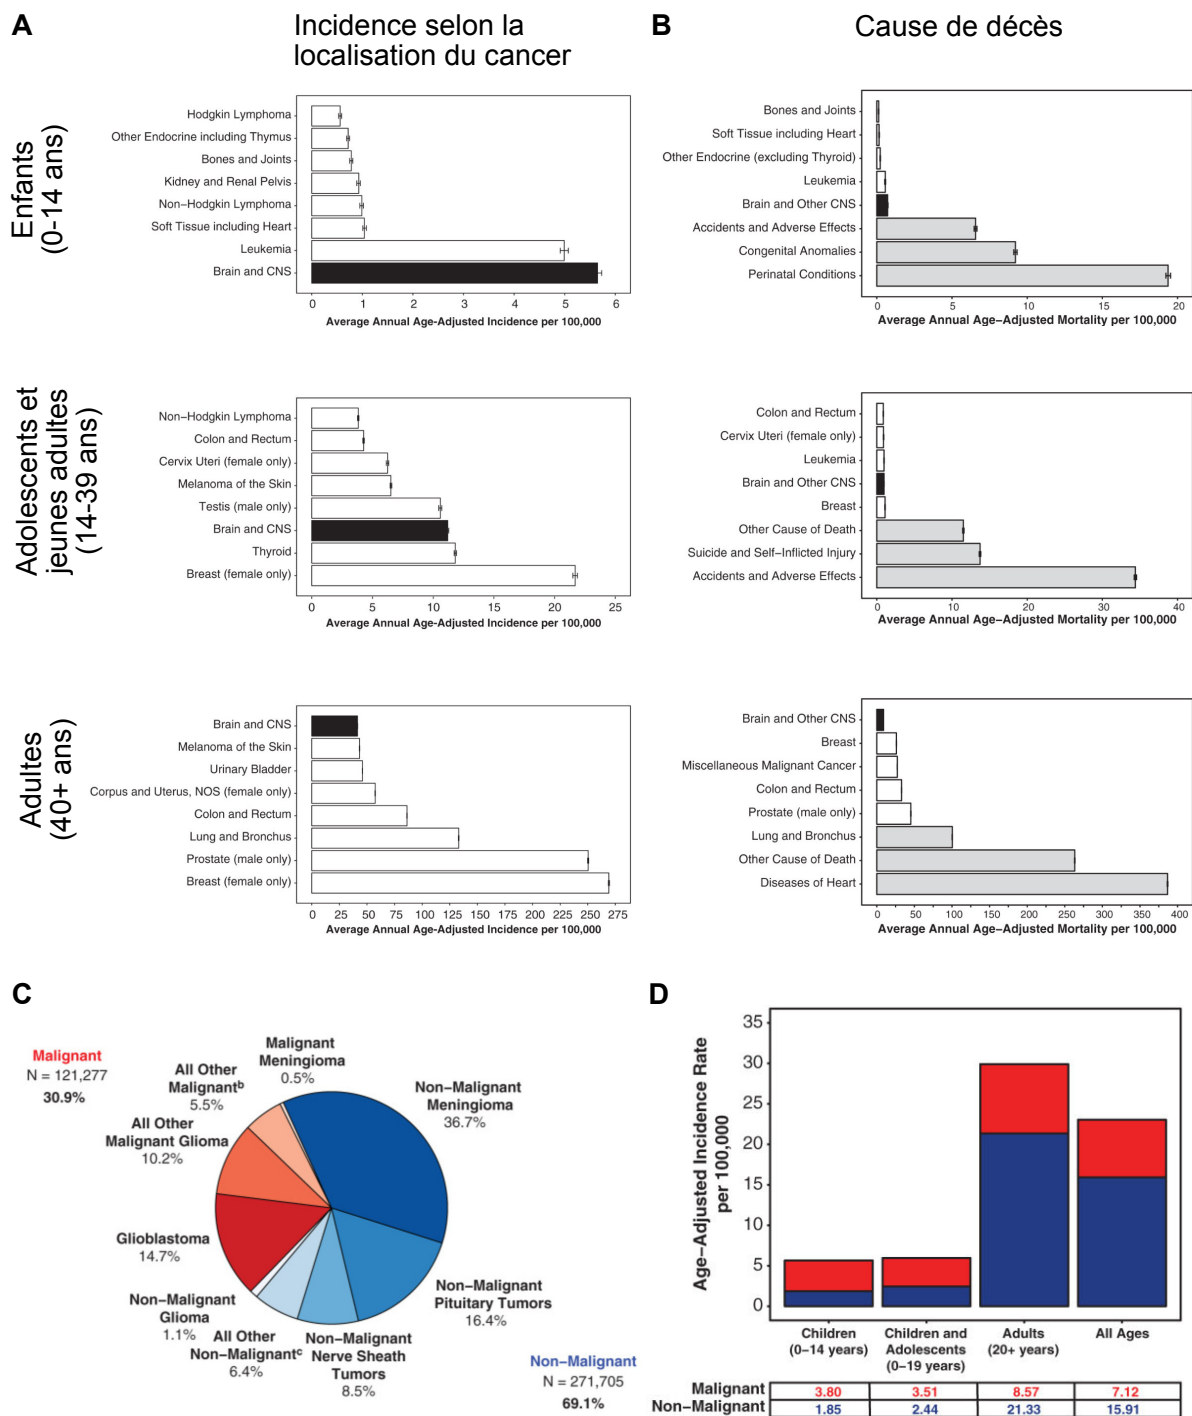 A
Incidence selon la
localisation du cancer
B
Cause de décès
Enfants
(0-14 ans)
Hodgkin Lymphoma
Other Endocrine including Thymus
Bones and Joints
Kidney and Renal Pelvis
Non−Hodgkin Lymphoma
Soft Tissue including Heart
Leukemia
Brain and CNS
0 1 2 3 4 5 6
Average Annual Age-Adjusted Incidence per 100,000
Bones and Joints
Soft Tissue including Heart
Other Endocrine (excluding Thyroid)
Leukemia
Brain and Other CNS
Accidents and Adverse Effects
Congenital Anomalies
Perinatal Conditions
0 5 10 15 20
Average Annual Age−Adjusted Mortality per 100,000
Adolescents et
jeunes adultes
(14-39 ans)
Non−Hodgkin Lymphoma
Colon and Rectum
Cervix Uteri (female only)
Melanoma of the Skin
Testis (male only)
Brain and CNS
Thyroid
Breast (female only)
0 5 10 15 20 25
Average Annual Age-Adjusted Incidence per 100,000
Colon and Rectum
Cervix Uteri (female only)
Leukemia
Brain and Other CNS
Breast
Other Cause of Death
Suicide and Self−Inflicted Injury
Accidents and Adverse Effects
0 10 20 30 40
Average Annual Age−Adjusted Mortality per 100,000
Adultes
(40+ ans)
Brain and CNS
Melanoma of the Skin
Urinary Bladder
Corpus and Uterus, NOS (female only)
Colon and Rectum
Lung and Bronchus
Prostate (male only)
Breast (female only)
0 25 50 75 100 125 150 175 200 225 250 275
Average Annual Age-Adjusted Incidence per 100,000
Brain and Other CNS
Breast
Miscellaneous Malignant Cancer
Colon and Rectum
Prostate (male only)
Lung and Bronchus
Other Cause of Death
Diseases of Heart
0 50 100 150 200 250 300 350 400
Average Annual Age−Adjusted Mortality per 100,000
C
Malignant
N = 121,277
30.9%
Malignant
Meningioma
0.5%
All Other
Malignantᵇ
5.5%
Non−Malignant
Meningioma
36.7%
All Other
Malignant Glioma
10.2%
Glioblastoma
14.7%
Non−Malignant
Glioma
1.1%
All Other
Non−Malignantᶜ
6.4%
Non−Malignant
Nerve Sheath
Tumors
8.5%
Non−Malignant
Pituitary Tumors
16.4%
Non−Malignant
N = 271,705
69.1%
D
Age−Adjusted Incidence Rate
per 100,000
35
30
25
20
15
10
5
0
Children
(0−14 years)
Children and
Adolescents
(0−19 years)
Adults
(20+ years)
All Ages
Malignant 3.80 3.51 8.57 7.12
Non−Malignant 1.85 2.44 21.33 15.91